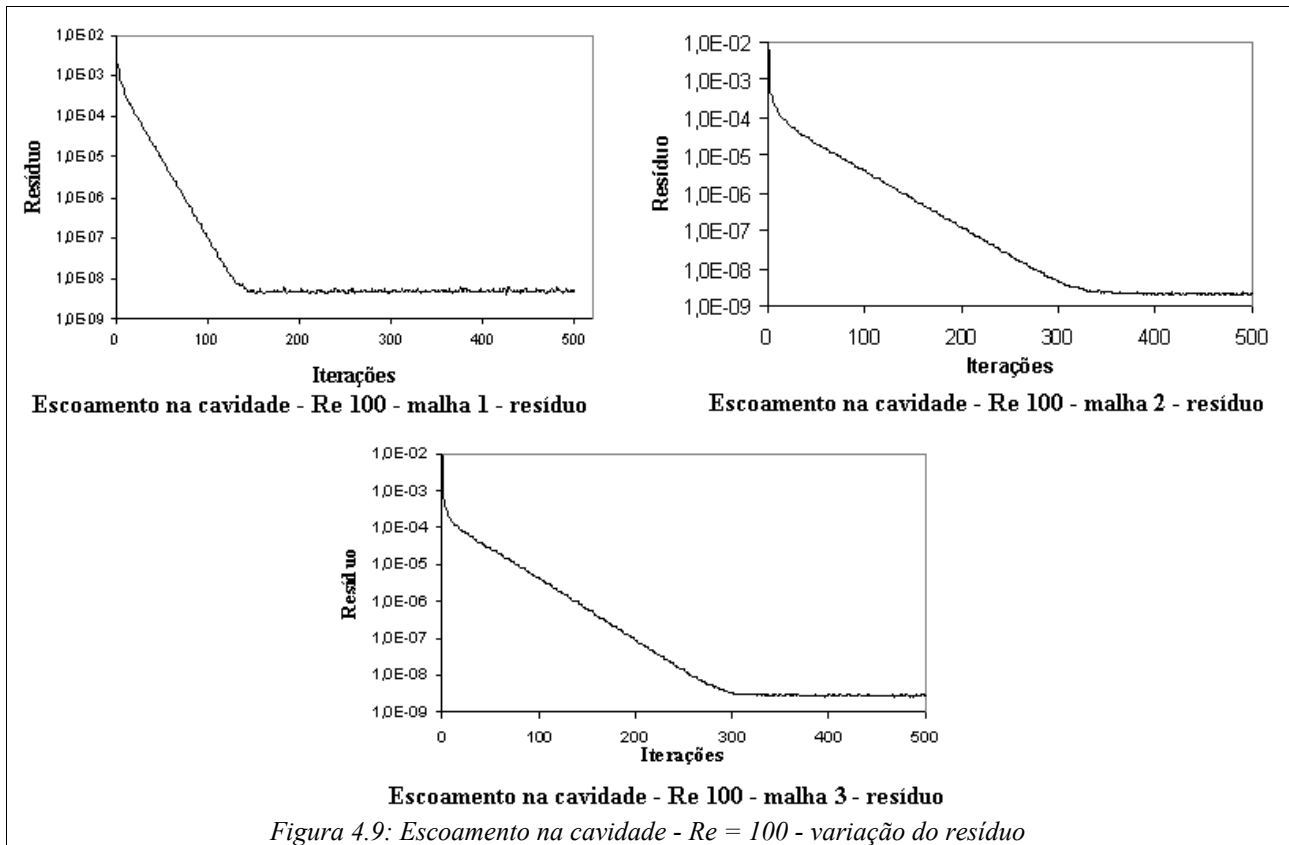 1,0E-02
1,0E-03
1,0E-04
1,0E-05
1,0E-06
1,0E-07
1,0E-08
1,0E-09
Resíduo
0 100 200 300 400 500
Iterações
Escoamento na cavidade - Re 100 - malha 1 - resíduo
1,0E-02
1,0E-03
1,0E-04
1,0E-05
1,0E-06
1,0E-07
1,0E-08
1,0E-09
Resíduo
0 100 200 300 400 500
Iterações
Escoamento na cavidade - Re 100 - malha 2 - resíduo
1,0E-02
1,0E-03
1,0E-04
1,0E-05
1,0E-06
1,0E-07
1,0E-08
1,0E-09
Resíduo
0 100 200 300 400 500
Iterações
Escoamento na cavidade - Re 100 - malha 3 - resíduo
Figura 4.9: Escoamento na cavidade - Re = 100 - variação do resíduo